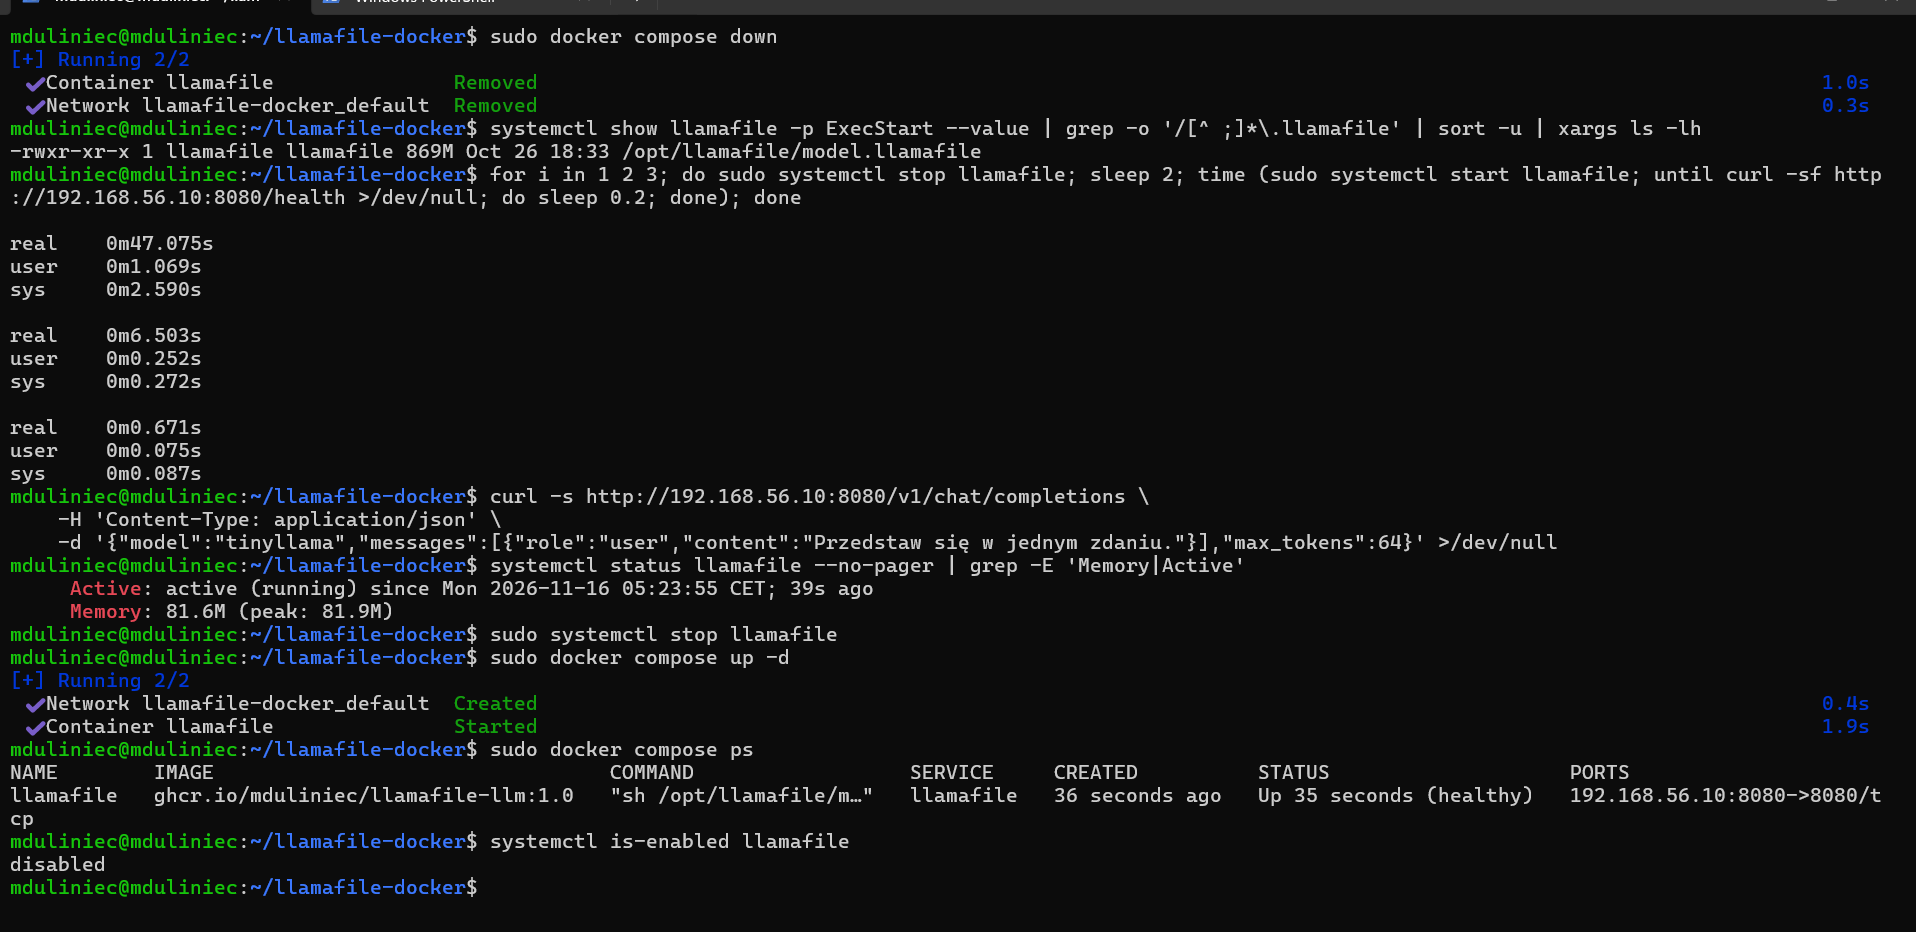 mduliniec@mduliniec:~/llamafile-docker$ sudo docker compose down
[+] Running 2/2
✔Container llamafile               Removed                                                                                                           1.0s
✔Network llamafile-docker_default  Removed                                                                                                           0.3s
mduliniec@mduliniec:~/llamafile-docker$ systemctl show llamafile -p ExecStart --value | grep -o '/[^ ;]*\.llamafile' | sort -u | xargs ls -lh
-rwxr-xr-x 1 llamafile llamafile 869M Oct 26 18:33 /opt/llamafile/model.llamafile
mduliniec@mduliniec:~/llamafile-docker$ for i in 1 2 3; do sudo systemctl stop llamafile; sleep 2; time (sudo systemctl start llamafile; until curl -sf http
://192.168.56.10:8080/health >/dev/null; do sleep 0.2; done); done

real    0m47.075s
user    0m1.069s
sys     0m2.590s

real    0m6.503s
user    0m0.252s
sys     0m0.272s

real    0m0.671s
user    0m0.075s
sys     0m0.087s
mduliniec@mduliniec:~/llamafile-docker$ curl -s http://192.168.56.10:8080/v1/chat/completions \
    -H 'Content-Type: application/json' \
    -d '{"model":"tinyllama","messages":[{"role":"user","content":"Przedstaw się w jednym zdaniu."}],"max_tokens":64}' >/dev/null
mduliniec@mduliniec:~/llamafile-docker$ systemctl status llamafile --no-pager | grep -E 'Memory|Active'
     Active: active (running) since Mon 2026-11-16 05:23:55 CET; 39s ago
     Memory: 81.6M (peak: 81.9M)
mduliniec@mduliniec:~/llamafile-docker$ sudo systemctl stop llamafile
mduliniec@mduliniec:~/llamafile-docker$ sudo docker compose up -d
[+] Running 2/2
✔Network llamafile-docker_default  Created                                                                                                           0.4s
✔Container llamafile               Started                                                                                                           1.9s
mduliniec@mduliniec:~/llamafile-docker$ sudo docker compose ps
NAME        IMAGE                                 COMMAND                  SERVICE     CREATED          STATUS                    PORTS
llamafile   ghcr.io/mduliniec/llamafile-llm:1.0   "sh /opt/llamafile/m…"   llamafile   36 seconds ago   Up 35 seconds (healthy)   192.168.56.10:8080->8080/t
cp
mduliniec@mduliniec:~/llamafile-docker$ systemctl is-enabled llamafile
disabled
mduliniec@mduliniec:~/llamafile-docker$